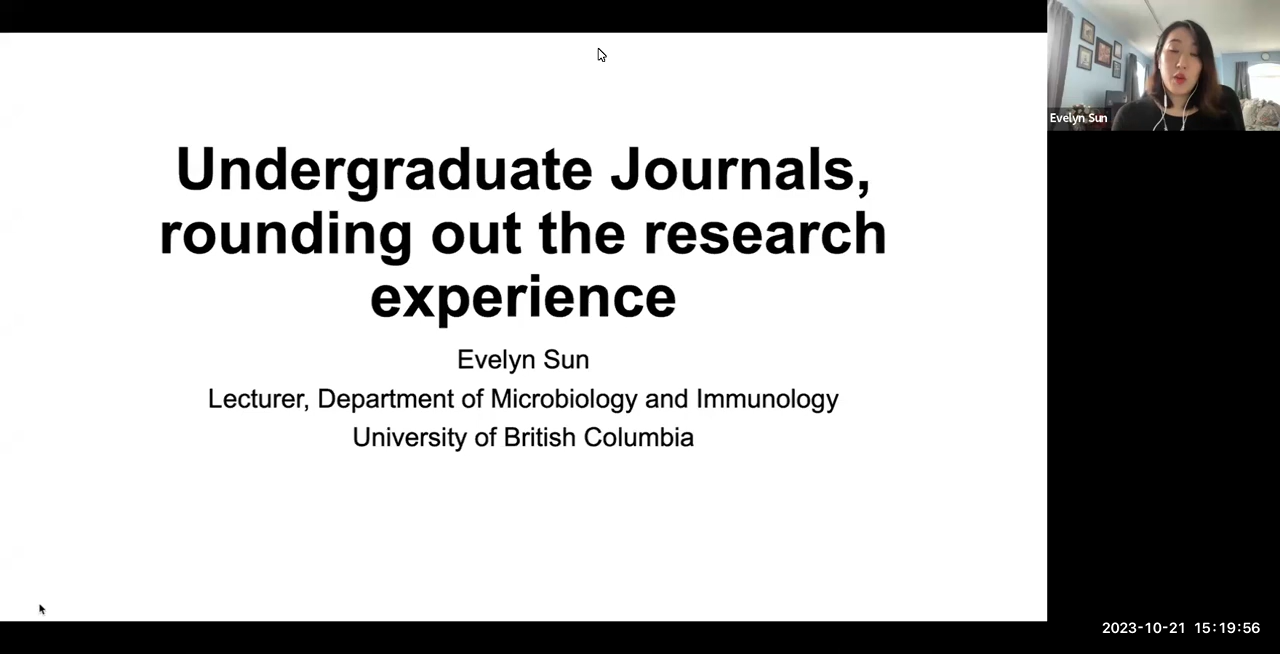 Undergraduate Journals,
rounding out the research
experience
Evelyn Sun
Lecturer, Department of Microbiology and Immunology
University of British Columbia
Evelyn Sun
2023-10-21 15:19:56